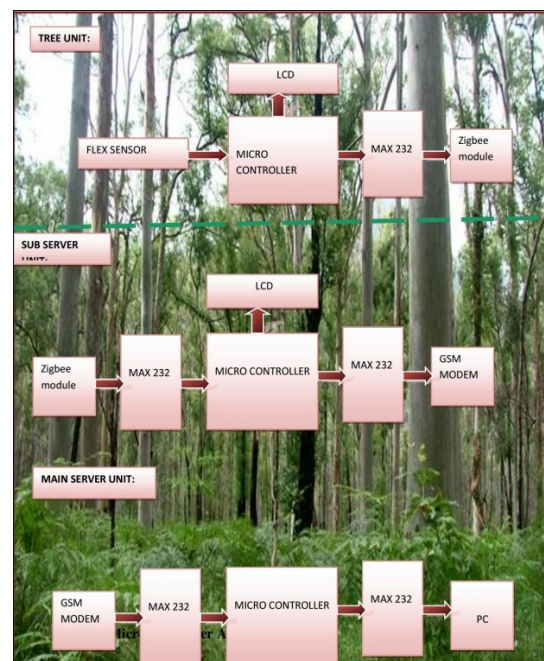 TREE UNIT:
LCD
FLEX SENSOR
MICRO
CONTROLLER
MAX 232
Zigbee
module
SUB SERVER
LCD
Zigbee
module
MAX 232
MICRO CONTROLLER
MAX 232
GSM
MODEM
MAIN SERVER UNIT:
GSM
MODEM
MAX 232
MICRO CONTROLLER
MAX 232
PC